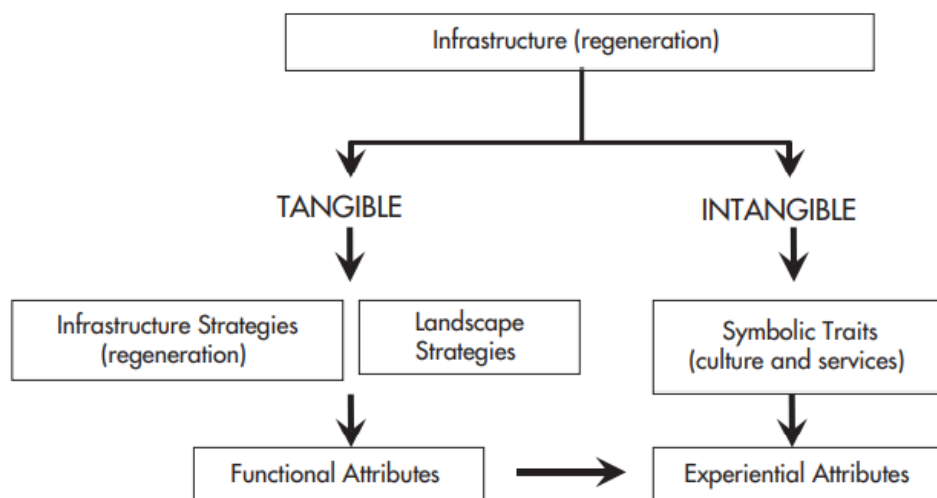 Infrastructure (regeneration)
TANGIBLE
INTANGIBLE
Infrastructure Strategies
(regeneration)
Landscape
Strategies
Symbolic Traits
(culture and services)
Functional Attributes
Experiential Attributes